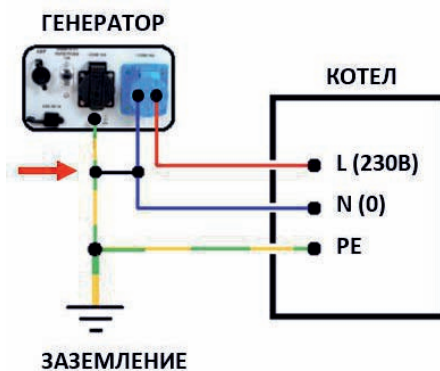 ГЕНЕРАТОР
КОТЕЛ
L (230В)
N (0)
PE
ЗАЗЕМЛЕНИЕ